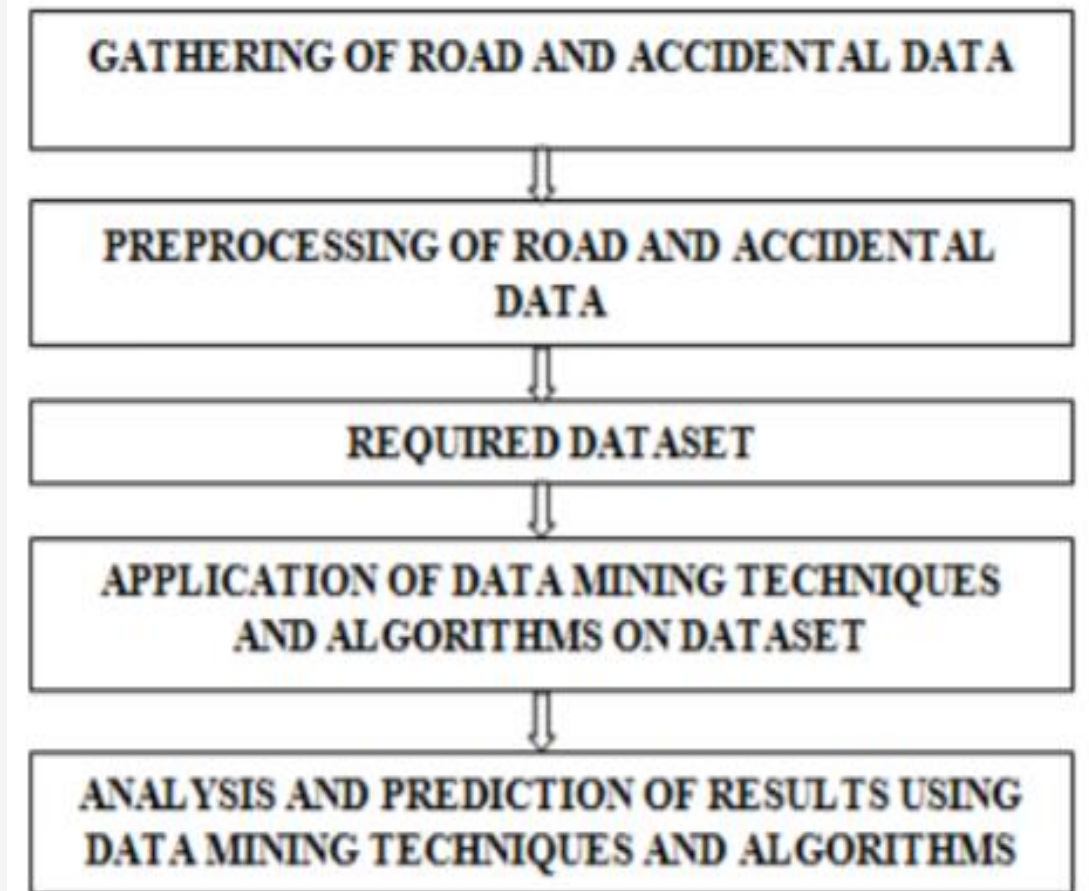 GATHERING OF ROAD AND ACCIDENTAL DATA
PREPROCESSING OF ROAD AND ACCIDENTAL
DATA
REQUIRED DATASET
APPLICATION OF DATA MINING TECHNIQUES
AND ALGORITHMS ON DATASET
ANALYSIS AND PREDICTION OF RESULTS USING
DATA MINING TECHNIQUES AND ALGORITHMS